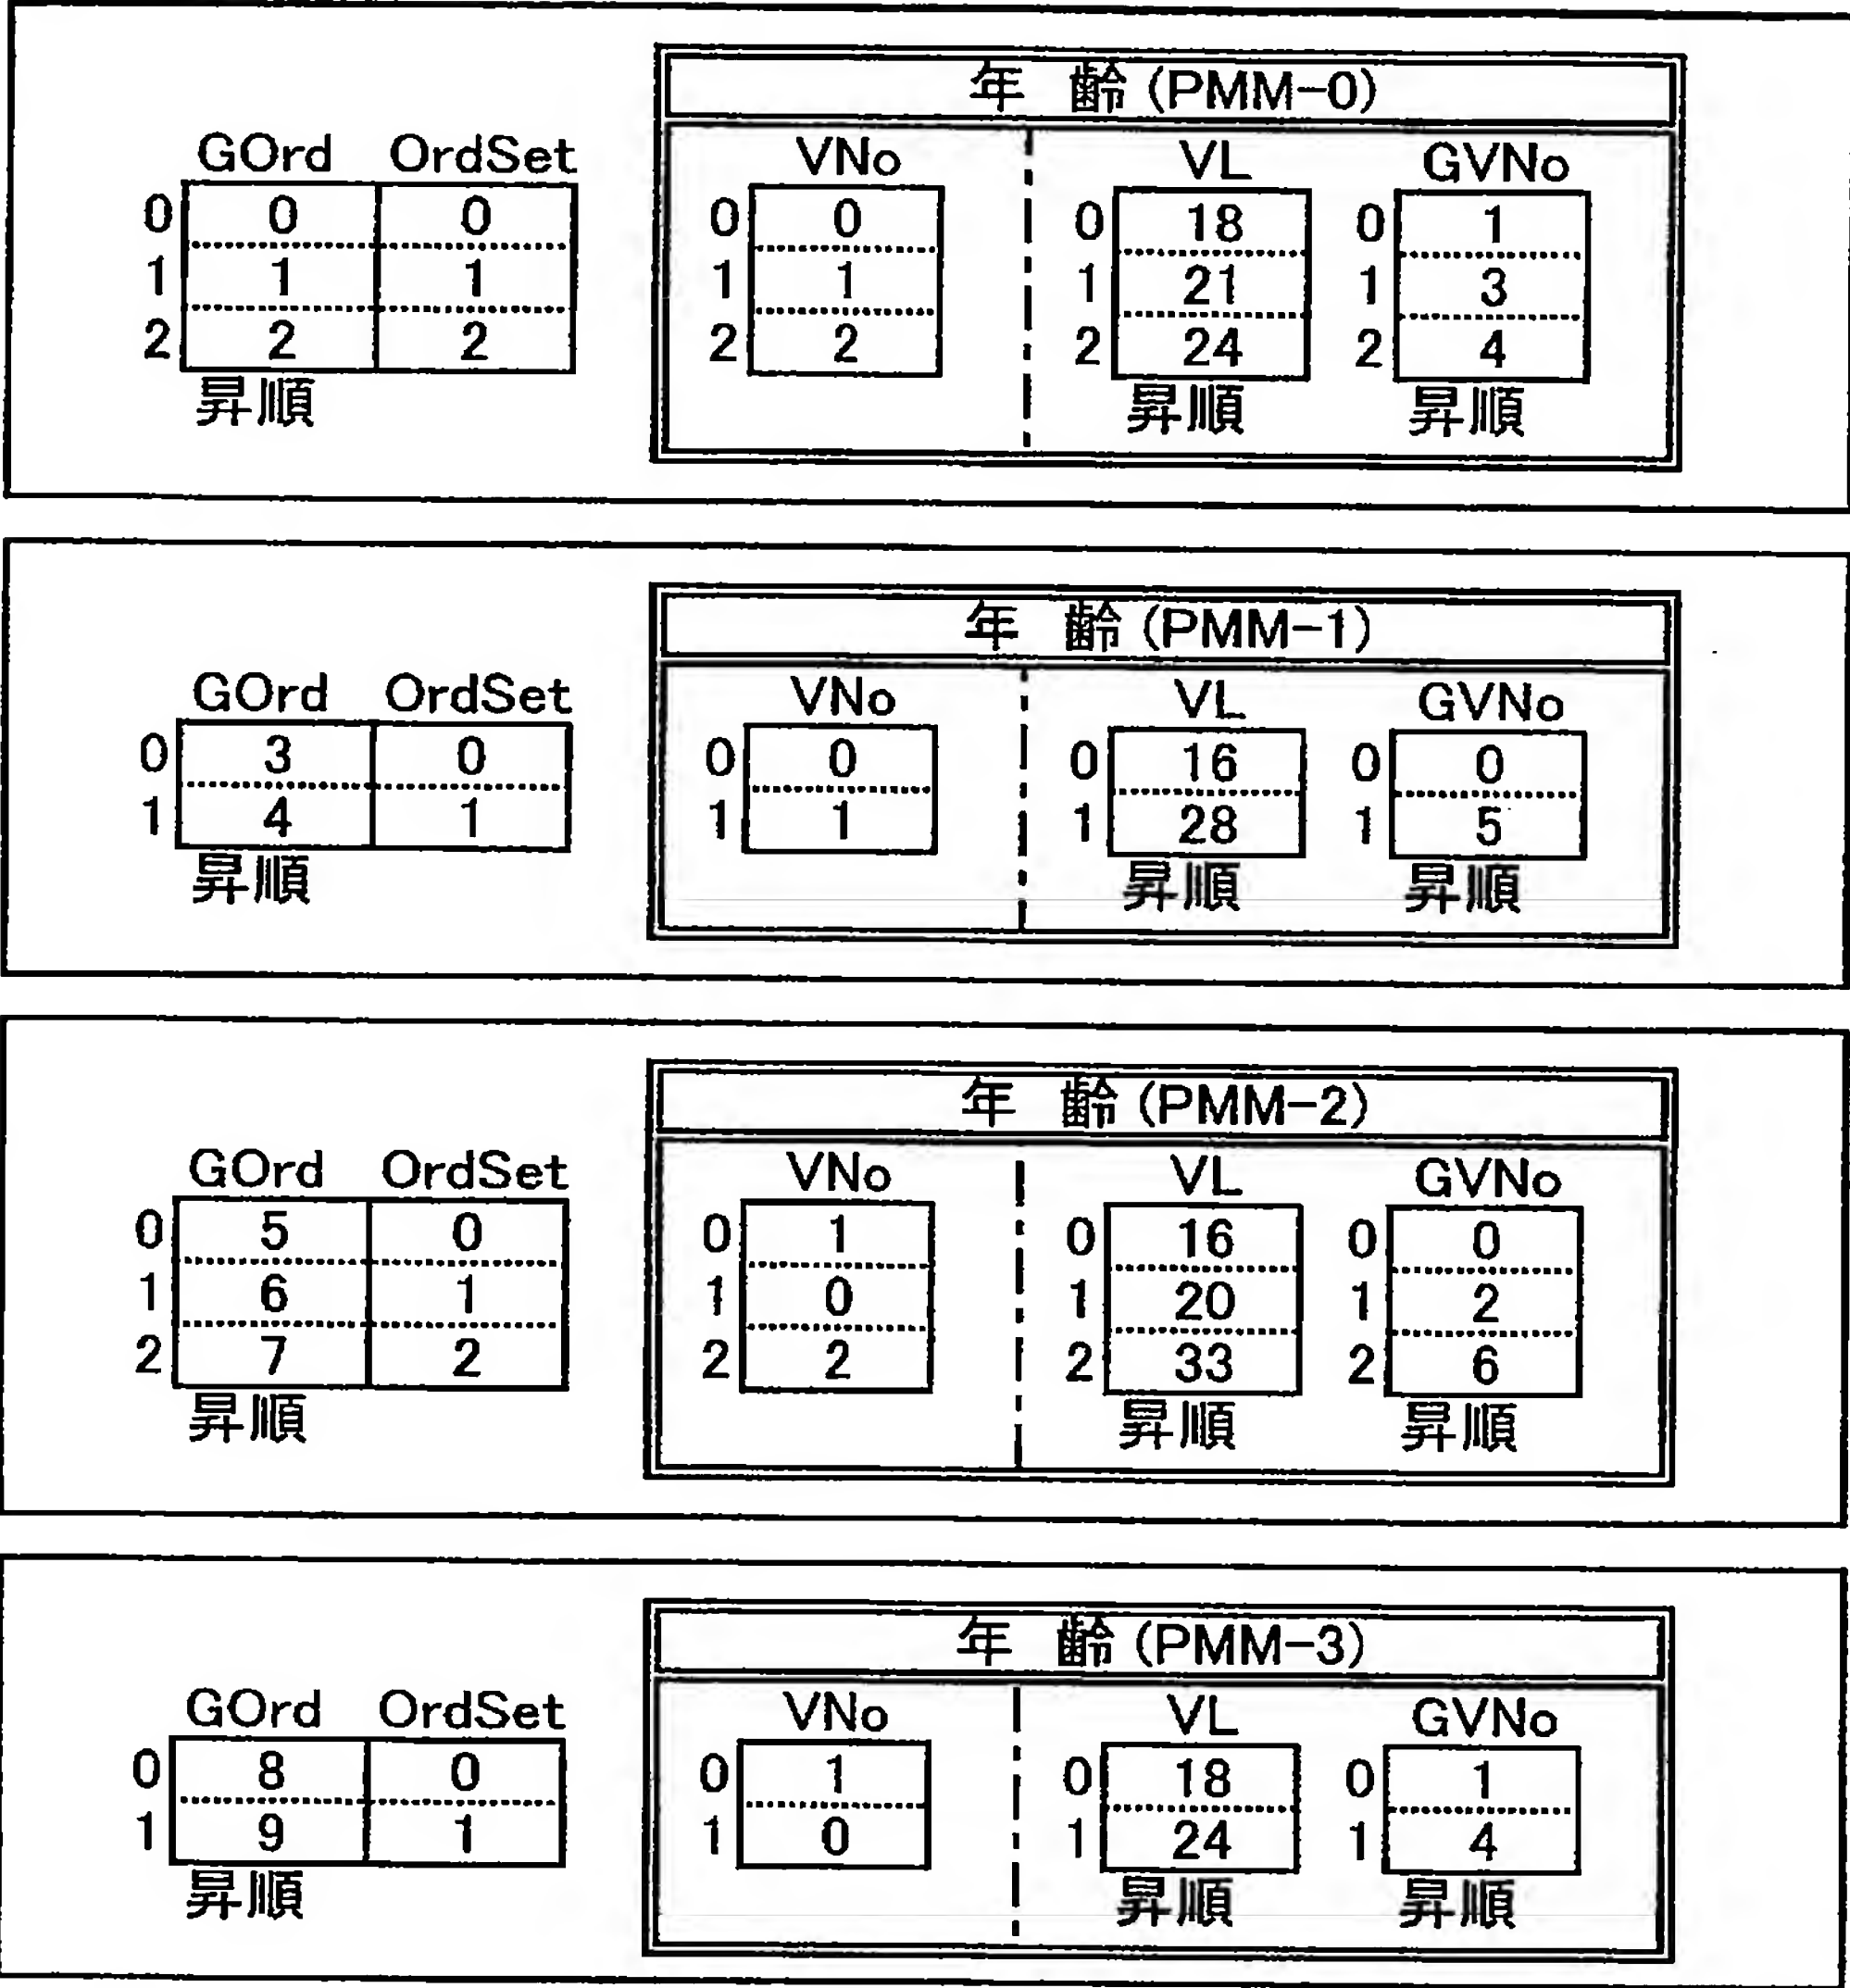 年 齢 (PMM-0)
GOrd OrdSet VNo VL GVNo
0 0 0 0 0 0 18 0 1
1 1 1 1 1 1 21 1 3
2 2 2 2 2 2 24 2 4
昇順 昇順 昇順
年 齢 (PMM-1)
GOrd OrdSet VNo VL GVNo
0 3 0 0 0 0 16 0 0
1 4 1 1 1 1 28 1 5
昇順 昇順 昇順
年 齢 (PMM-2)
GOrd OrdSet VNo VL GVNo
0 5 0 0 1 0 16 0 0
1 6 1 1 0 1 20 1 2
2 7 2 2 2 2 33 2 6
昇順 昇順 昇順
年 齢 (PMM-3)
GOrd OrdSet VNo VL GVNo
0 8 0 0 1 0 18 0 1
1 9 1 1 0 1 24 1 4
昇順 昇順 昇順